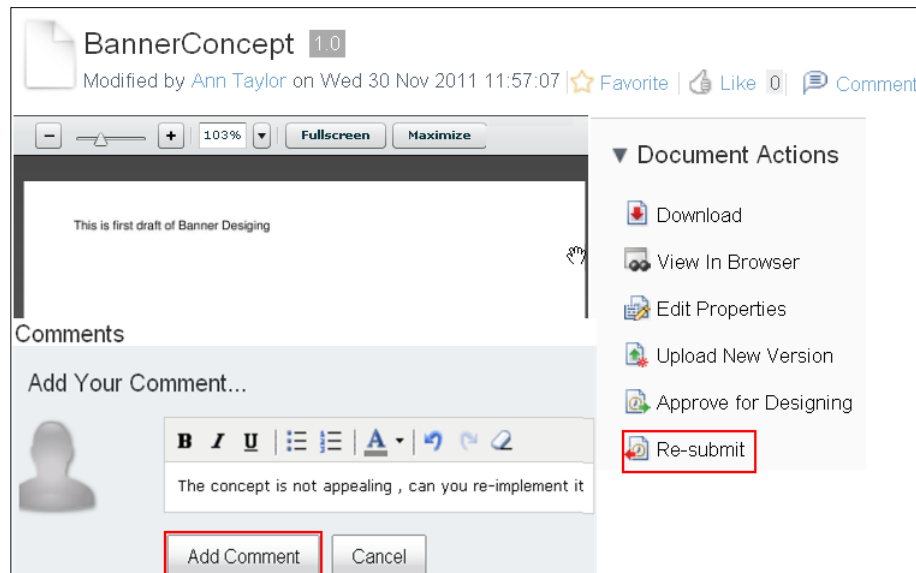 BannerConcept 1.0
Modified by Ann Taylor on Wed 30 Nov 2011 11:57:07 Favorite Like 0 Comment
103% Fullscreen Maximize
This is first draft of Banner Desiging
Comments
Add Your Comment...
B I U A
The concept is not appealing , can you re-implement it
Add Comment Cancel
Document Actions
Download
View In Browser
Edit Properties
Upload New Version
Approve for Designing
Re-submit